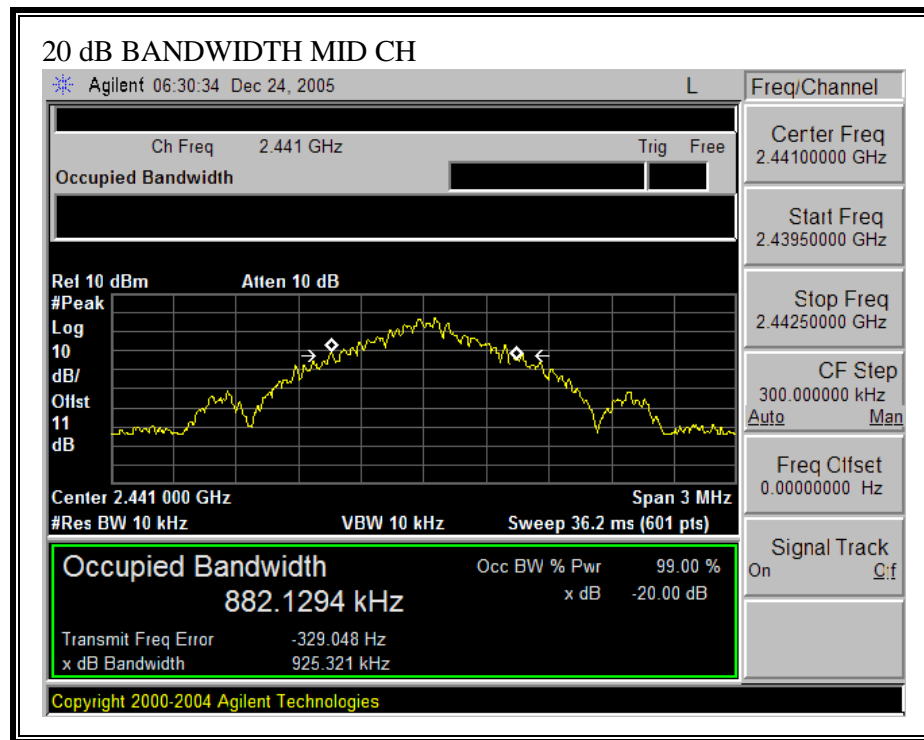 20 dB BANDWIDTH MID CH
Agilent 06:30:34 Dec 24, 2005 L
Freq/Channel
Ch Freq 2.441 GHz Trig Free
Occupied Bandwidth
Center Freq
2.44100000 GHz
Start Freq
2.43950000 GHz
Stop Freq
2.44250000 GHz
CF Step
300.000000 kHz
Auto Man
Freq Offset
0.00000000 Hz
Signal Track
On Off
Ref 10 dBm Atten 10 dB
#Peak
Log
10
dB/
Offst
11
dB
Center 2.441 000 GHz Span 3 MHz
#Res BW 10 kHz VBW 10 kHz Sweep 36.2 ms (601 pts)
Occupied Bandwidth
882.1294 kHz
Occ BW % Pwr 99.00 %
x dB -20.00 dB
Transmit Freq Error -329.048 Hz
x dB Bandwidth 925.321 kHz
Copyright 2000-2004 Agilent Technologies